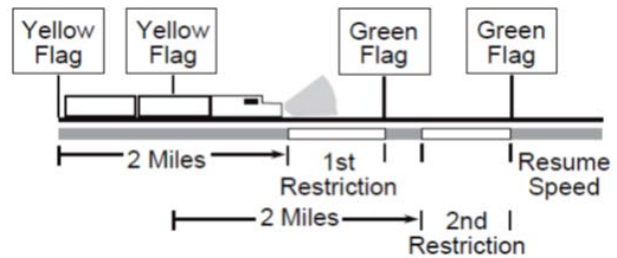 Yellow Flag
Yellow Flag
Green Flag
Green Flag
2 Miles
1st Restriction
Resume Speed
2 Miles
2nd Restriction